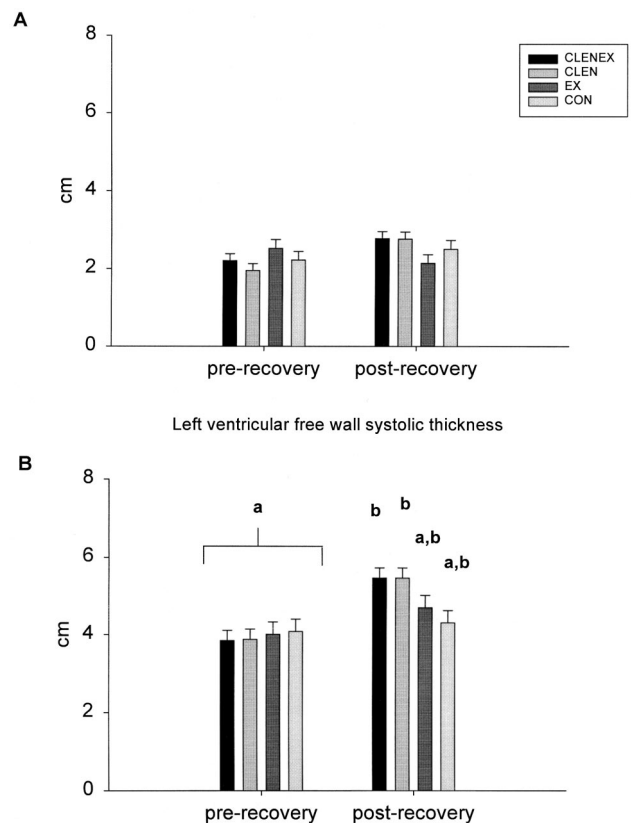 A
8
6
4
2
0
cm
CLENEX
CLEN
EX
CON
pre-recovery post-recovery
Left ventricular free wall systolic thickness
B
8
6
4
2
0
cm
a
b b
a,b
a,b
pre-recovery post-recovery